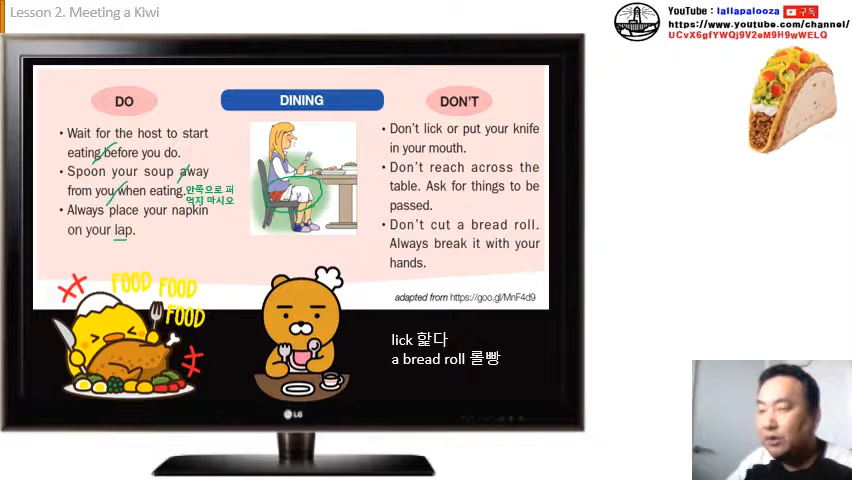 Lesson 2. Meeting a Kiwi
YouTube : lallapalooza 구독
https://www.youtube.com/channel/
UCvX6gfYWQj9V2eM9H9wWELQ
DO
DINING
DON'T
• Wait for the host to start
eating before you do.
• Spoon your soup away
from you when eating.
안쪽으로 퍼
먹지 마시오
• Always place your napkin
on your lap.
• Don't lick or put your knife
in your mouth.
• Don't reach across the
table. Ask for things to be
passed.
• Don't cut a bread roll.
Always break it with your
hands.
adapted from https://goo.gl/MnF4d9
FOOD FOOD
FOOD
lick 핥다
a bread roll 롤빵
LG